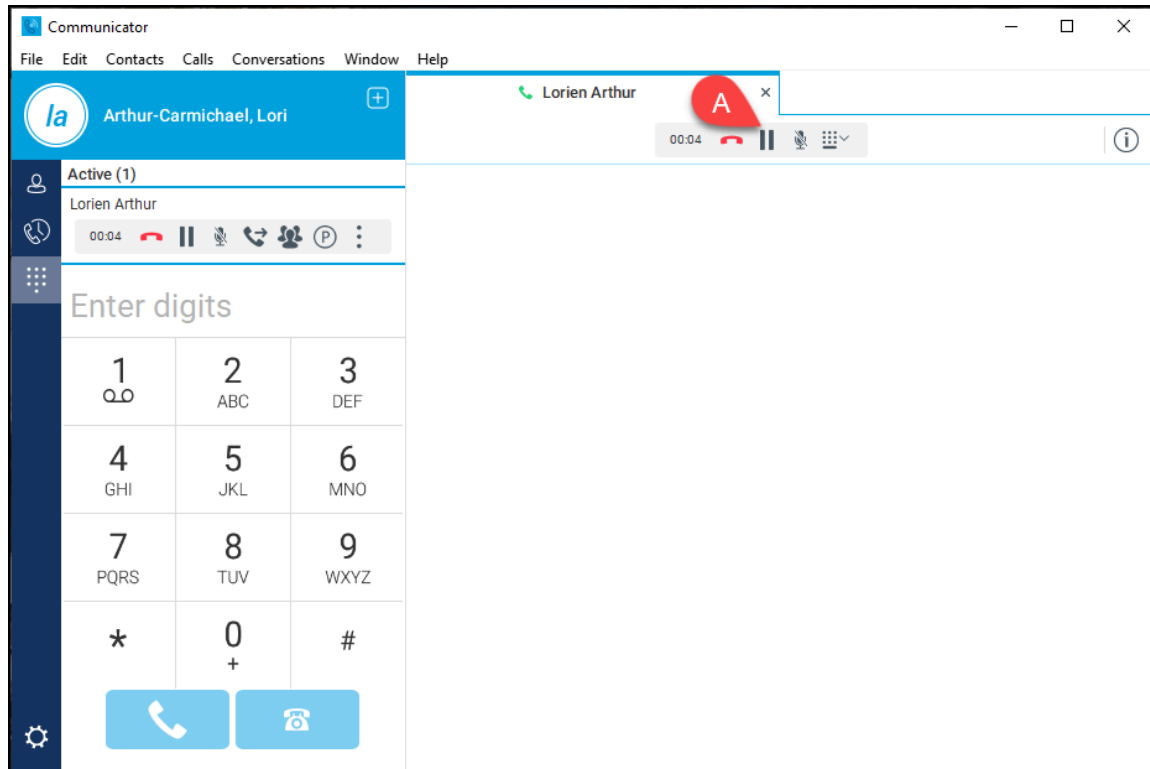 Communicator
File Edit Contacts Calls Conversations Window Help
la
Arthur-Carmichael, Lori
Lorien Arthur
A
00:04
Active (1)
Lorien Arthur
00:04
P
Enter digits
1
2
ABC
3
DEF
4
GHI
5
JKL
6
MNO
7
PQRS
8
TUV
9
WXYZ
*
0
+
#